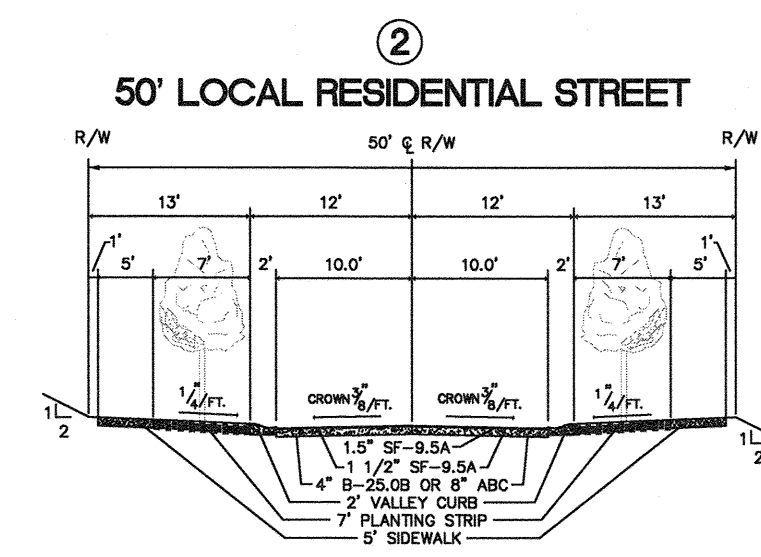 2
50' LOCAL RESIDENTIAL STREET
R/W 50' ℄ R/W R/W
13' 12' 12' 13'
1' 5' 7' 2' 10.0' 10.0' 2' 7' 5' 1'
1/4"/FT. CROWN 3/8"/FT. CROWN 3/8"/FT. 1/4"/FT.
1 2
1.5" SF-9.5A
1 1/2" SF-9.5A
4" B-25.0B OR 8" ABC
2' VALLEY CURB
7' PLANTING STRIP
5' SIDEWALK
1 2